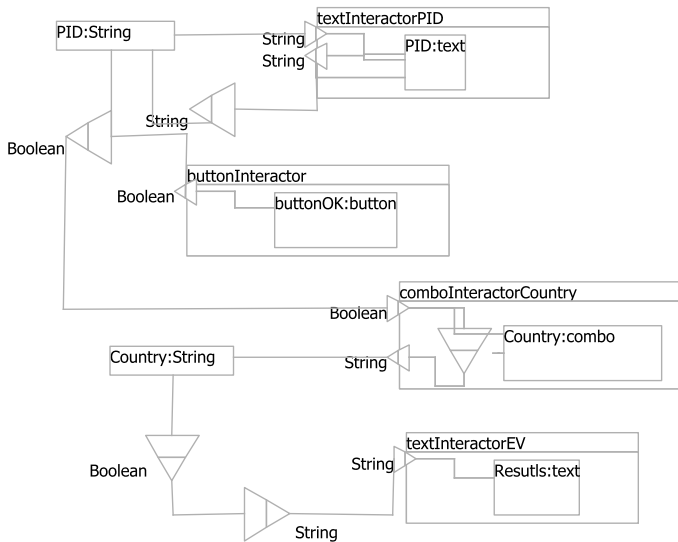 textInteractorPID
PID:String
String
PID:text
String
String
Boolean
buttonInteractor
Boolean
buttonOK:button
comboInteractorCountry
Boolean
Country:combo
Country:String
String
textInteractorEV
String
Resutls:text
Boolean
String